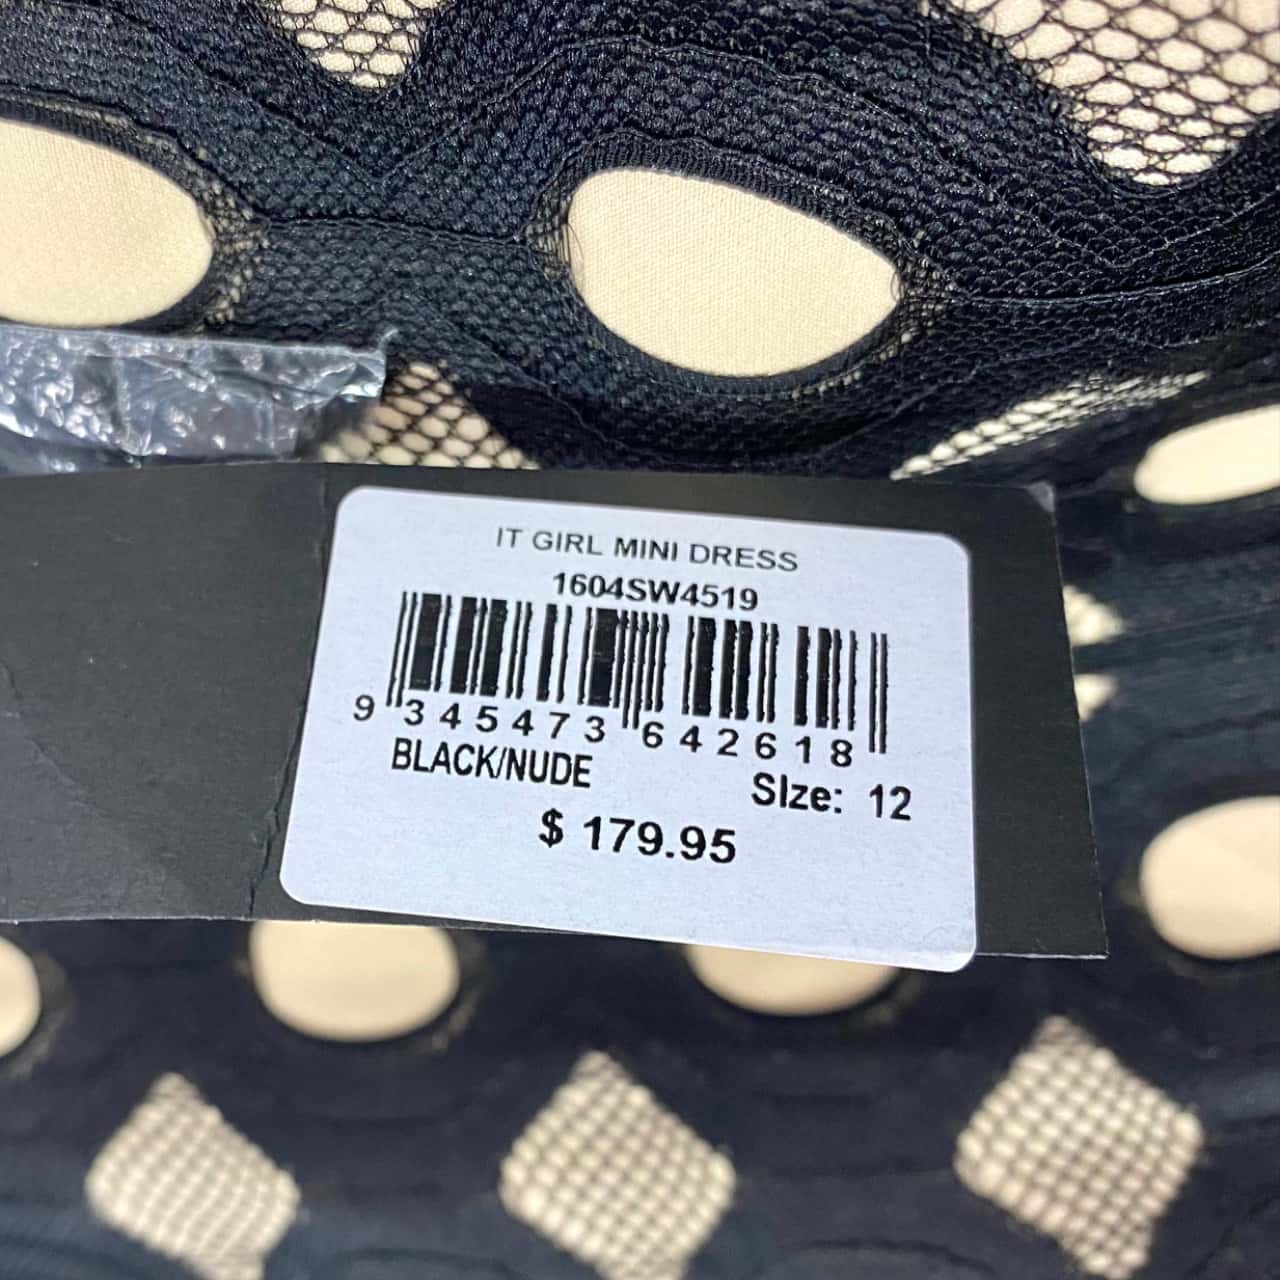 IT GIRL MINI DRESS
1604SW4519
9 345473 642618
BLACK/NUDE
SIze: 12
$ 179.95